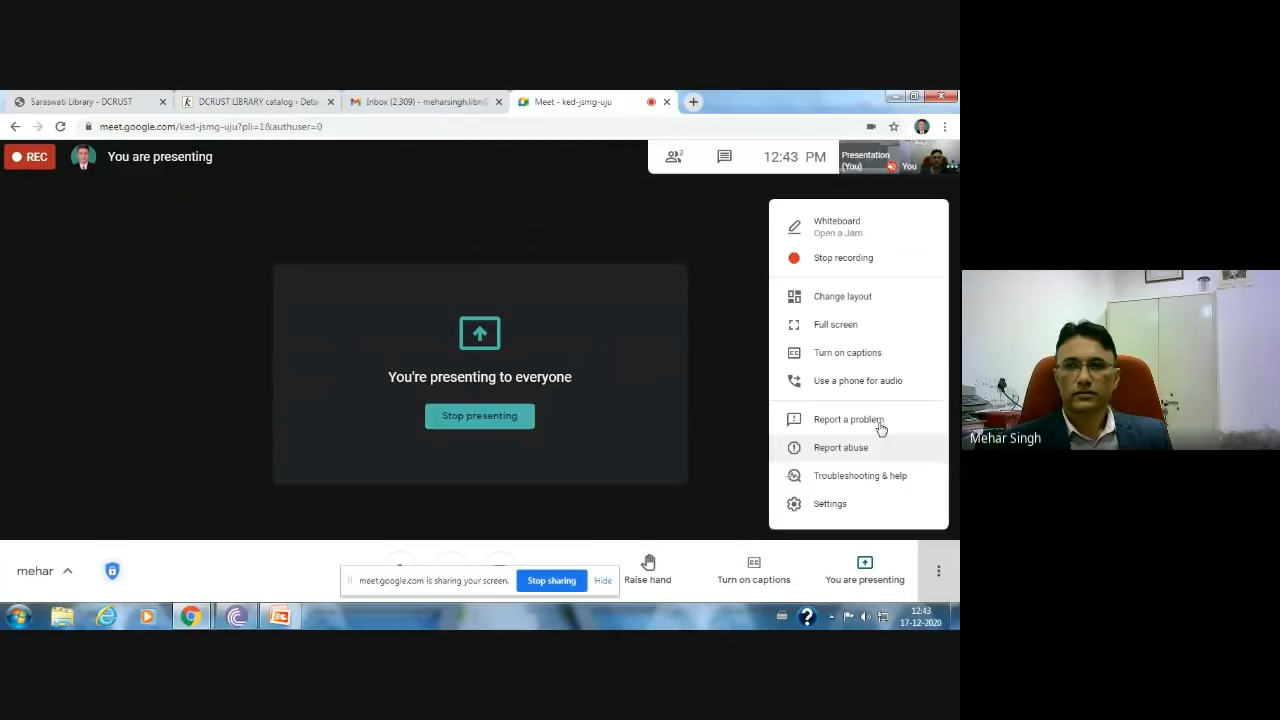 Saraswati Library - DCRUST
DCRUST LIBRARY catalog › Deta
Inbox (2,309) - meharsingh.libn@
Meet - ked-jsmg-uju
meet.google.com/ked-jsmg-uju?pli=1&authuser=0
REC
You are presenting
2
12:43 PM
Presentation
(You)
You
Whiteboard
Open a Jam
Stop recording
Change layout
Full screen
Turn on captions
Use a phone for audio
You're presenting to everyone
Stop presenting
Report a problem
Report abuse
Troubleshooting & help
Settings
Mehar Singh
mehar
meet.google.com is sharing your screen.
Stop sharing
Hide
Raise hand
Turn on captions
You are presenting
12:43
17-12-2020